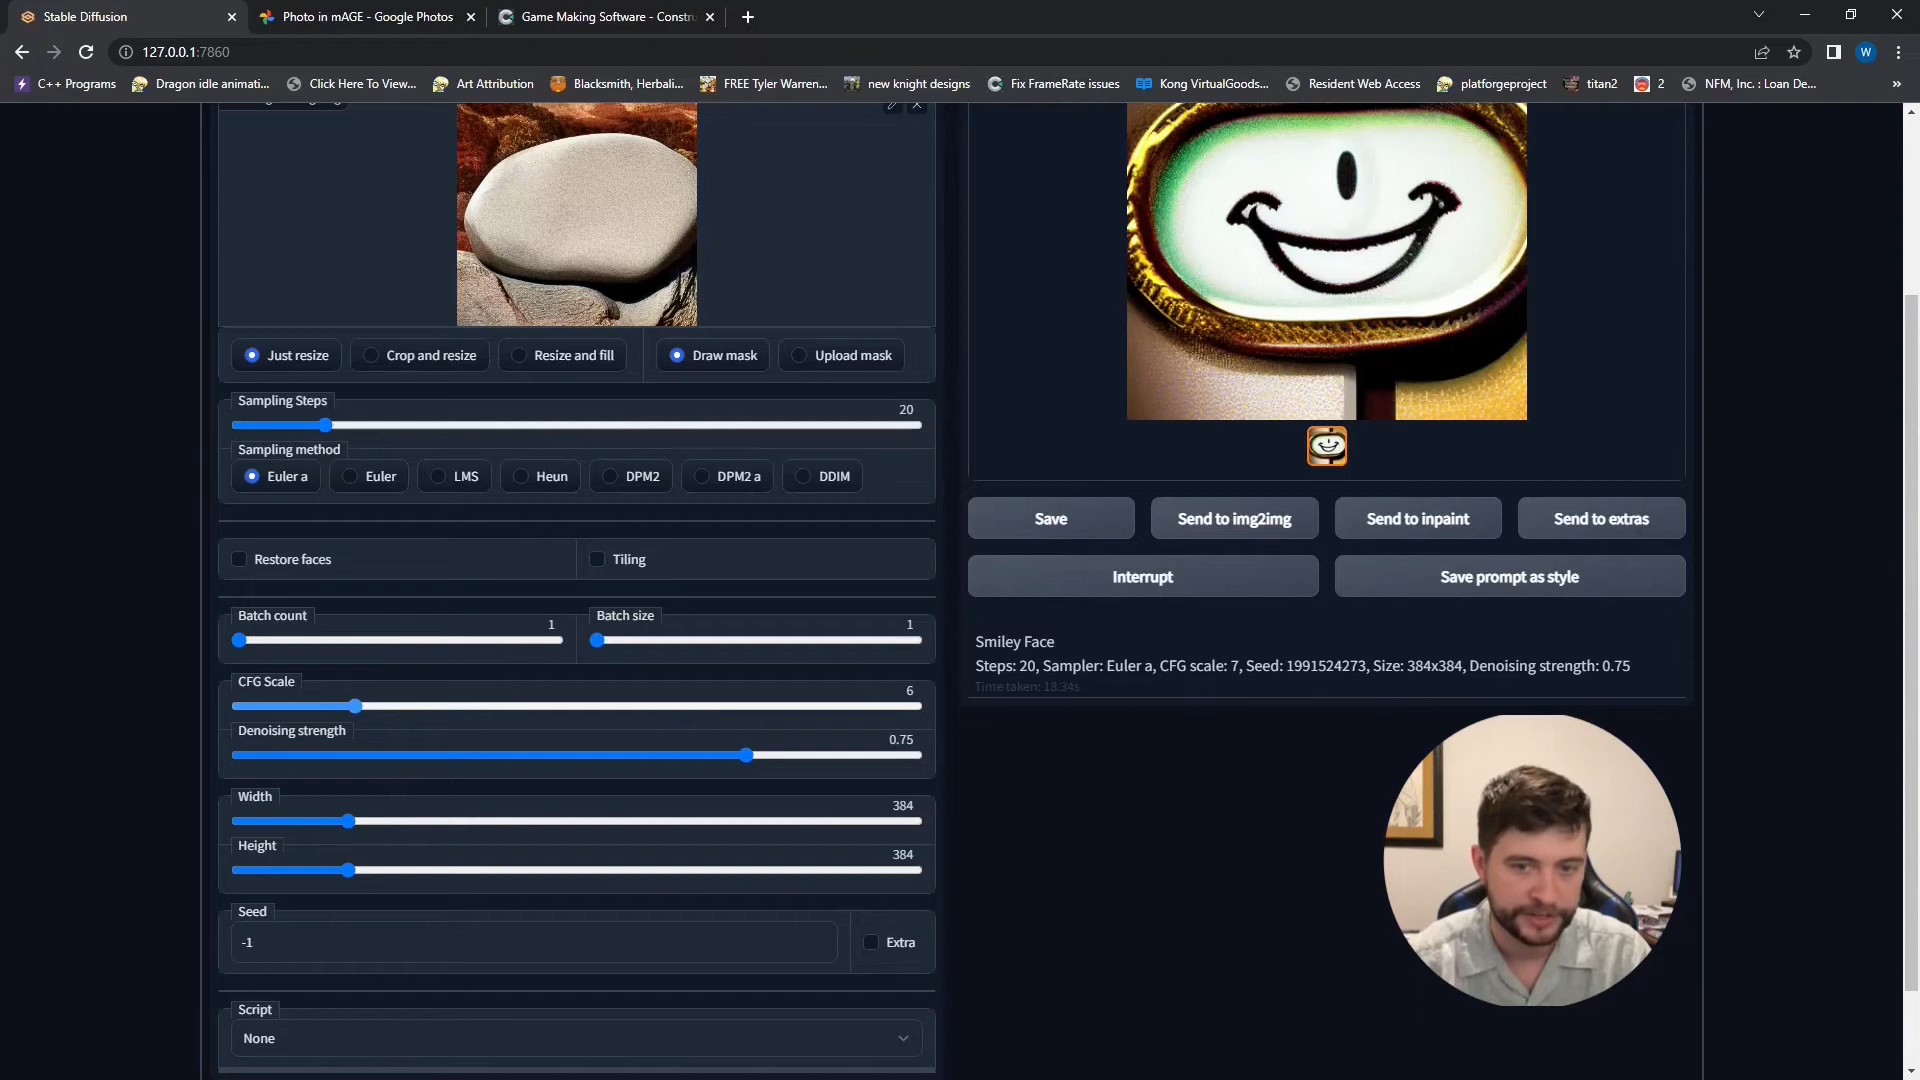 Stable Diffusion
Photo in mAGE - Google Photos
Game Making Software - Constru
127.0.0.1:7860
W
C++ Programs
Dragon idle animati...
Click Here To View...
Art Attribution
Blacksmith, Herbali...
FREE Tyler Warren...
new knight designs
Fix FrameRate issues
Kong VirtualGoods...
Resident Web Access
platforgeproject
titan2
2
NFM, Inc. : Loan De...
»
Just resize
Crop and resize
Resize and fill
Draw mask
Upload mask
Sampling Steps
20
Sampling method
Euler a
Euler
LMS
Heun
DPM2
DPM2 a
DDIM
Restore faces
Tiling
Batch count
1
Batch size
1
CFG Scale
6
Denoising strength
0.75
Width
384
Height
384
Seed
-1
Extra
Script
None
Save
Send to img2img
Send to inpaint
Send to extras
Interrupt
Save prompt as style
Smiley Face
Steps: 20, Sampler: Euler a, CFG scale: 7, Seed: 1991524273, Size: 384x384, Denoising strength: 0.75
Time taken: 18.34s